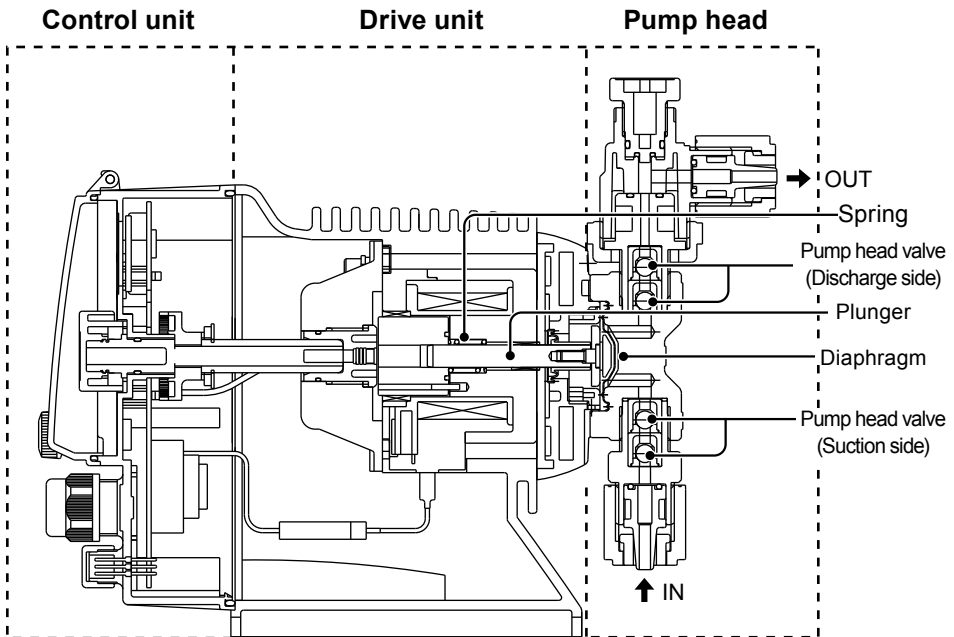 Control unit
Drive unit
Pump head
OUT
Spring
Pump head valve
(Discharge side)
Plunger
Diaphragm
Pump head valve
(Suction side)
IN